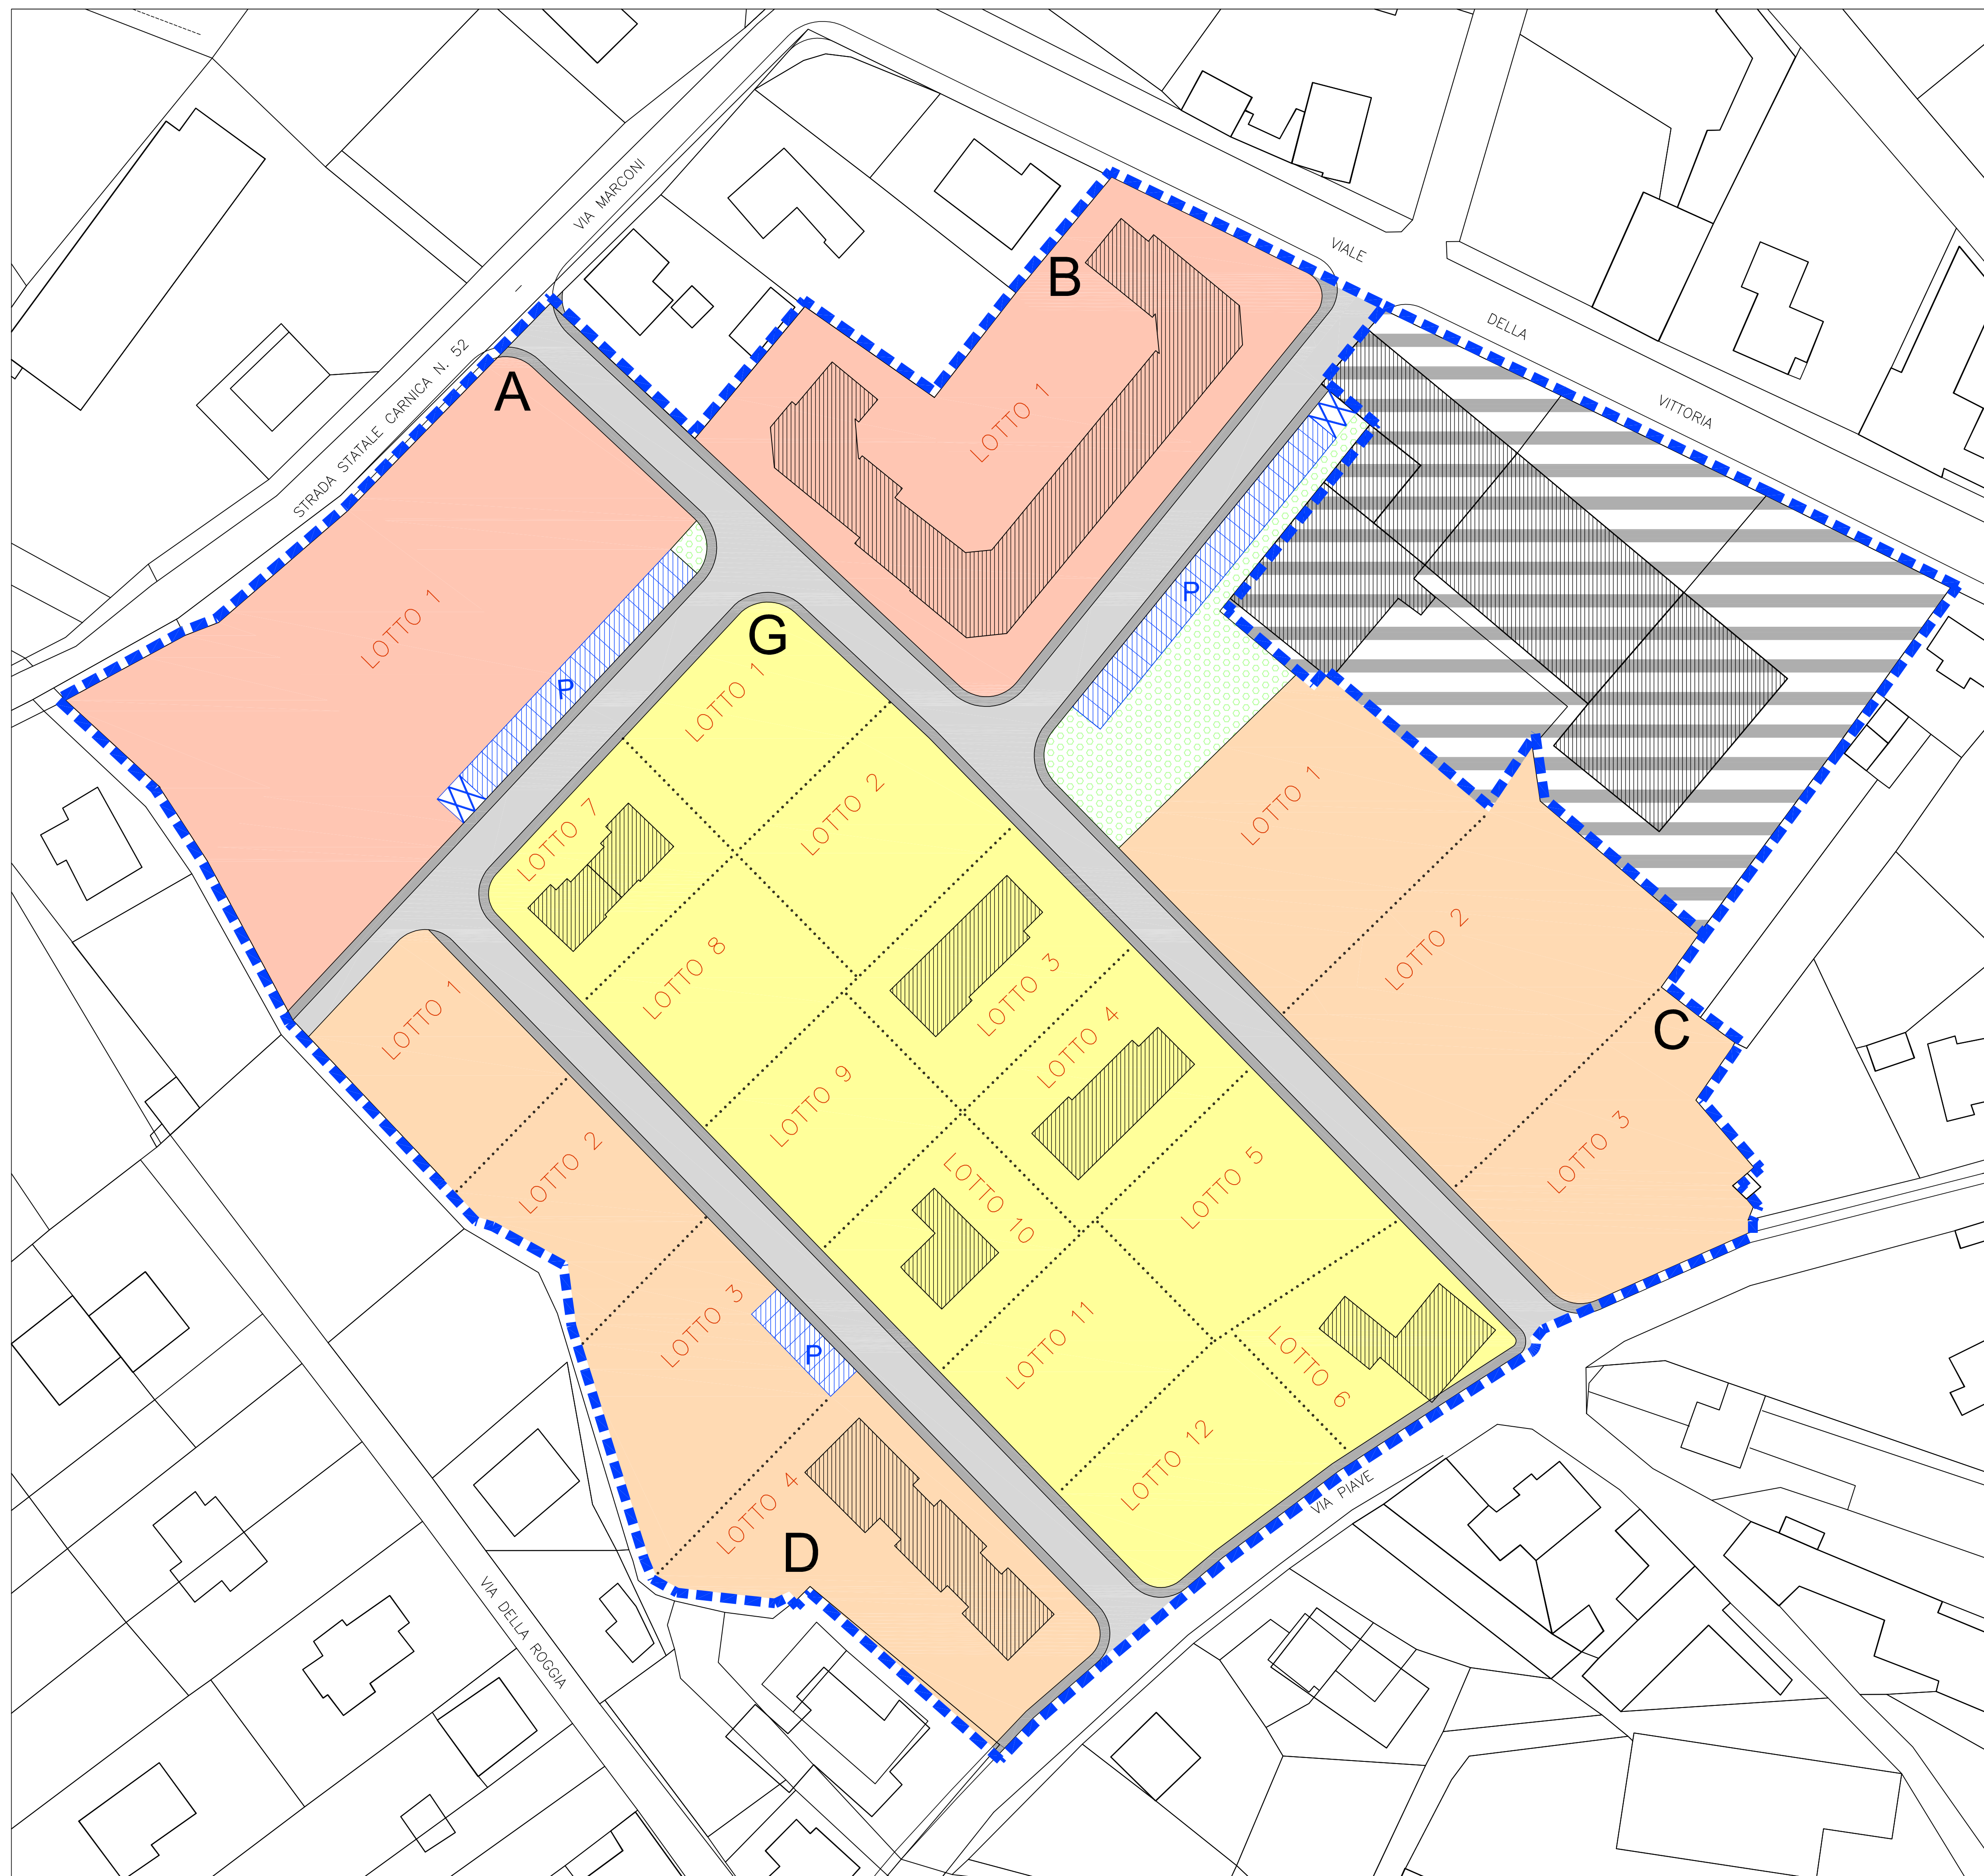 VIA MARCONI
–
STRADA STATALE CARNICA N. 52
VIALE
DELLA
VITTORIA
A
LOTTO 1
P
B
LOTTO 1
P
G
LOTTO 1
LOTTO 2
LOTTO 7
LOTTO 8
LOTTO 3
LOTTO 4
LOTTO 9
LOTTO 10
LOTTO 5
LOTTO 11
LOTTO 6
LOTTO 12
LOTTO 1
LOTTO 2
C
LOTTO 3
LOTTO 1
LOTTO 2
LOTTO 3
P
LOTTO 4
D
VIA PIAVE
VIA DELLA ROGGIA